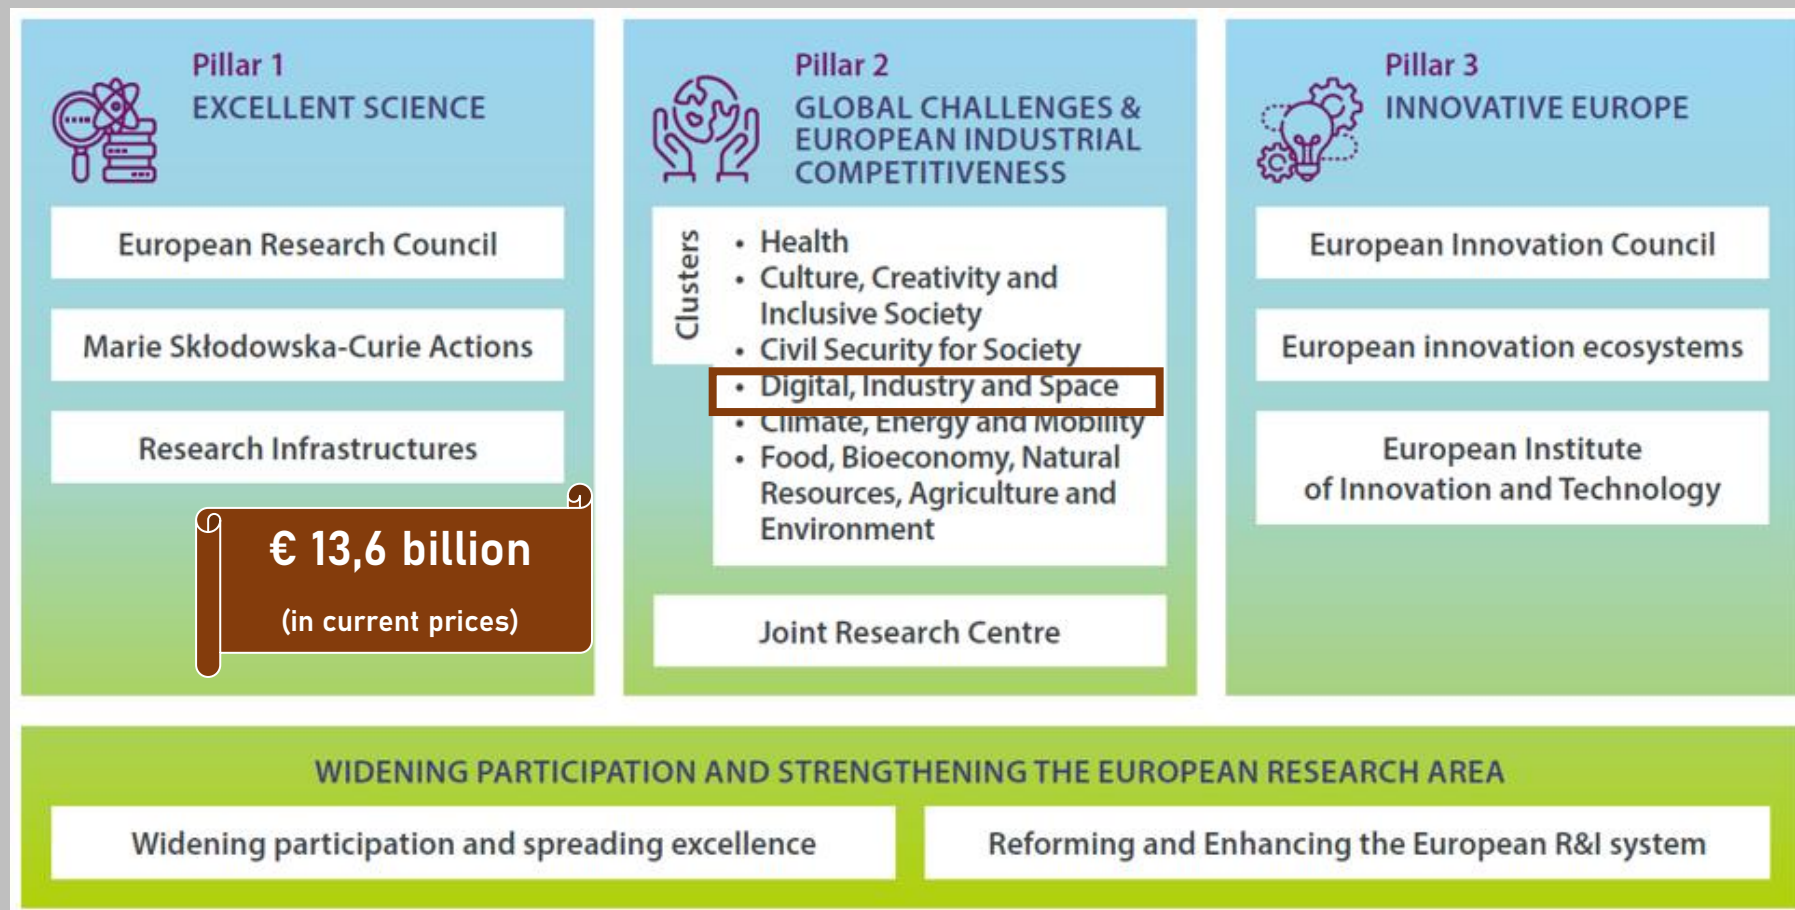 Pillar 1
EXCELLENT SCIENCE
European Research Council
Marie Skłodowska-Curie Actions
Research Infrastructures
€ 13,6 billion
(in current prices)
Pillar 2
GLOBAL CHALLENGES &
EUROPEAN INDUSTRIAL
COMPETITIVENESS
Clusters
• Health
• Culture, Creativity and
Inclusive Society
• Civil Security for Society
• Digital, Industry and Space
• Climate, Energy and Mobility
• Food, Bioeconomy, Natural
Resources, Agriculture and
Environment
Joint Research Centre
Pillar 3
INNOVATIVE EUROPE
European Innovation Council
European innovation ecosystems
European Institute
of Innovation and Technology
WIDENING PARTICIPATION AND STRENGTHENING THE EUROPEAN RESEARCH AREA
Widening participation and spreading excellence
Reforming and Enhancing the European R&I system